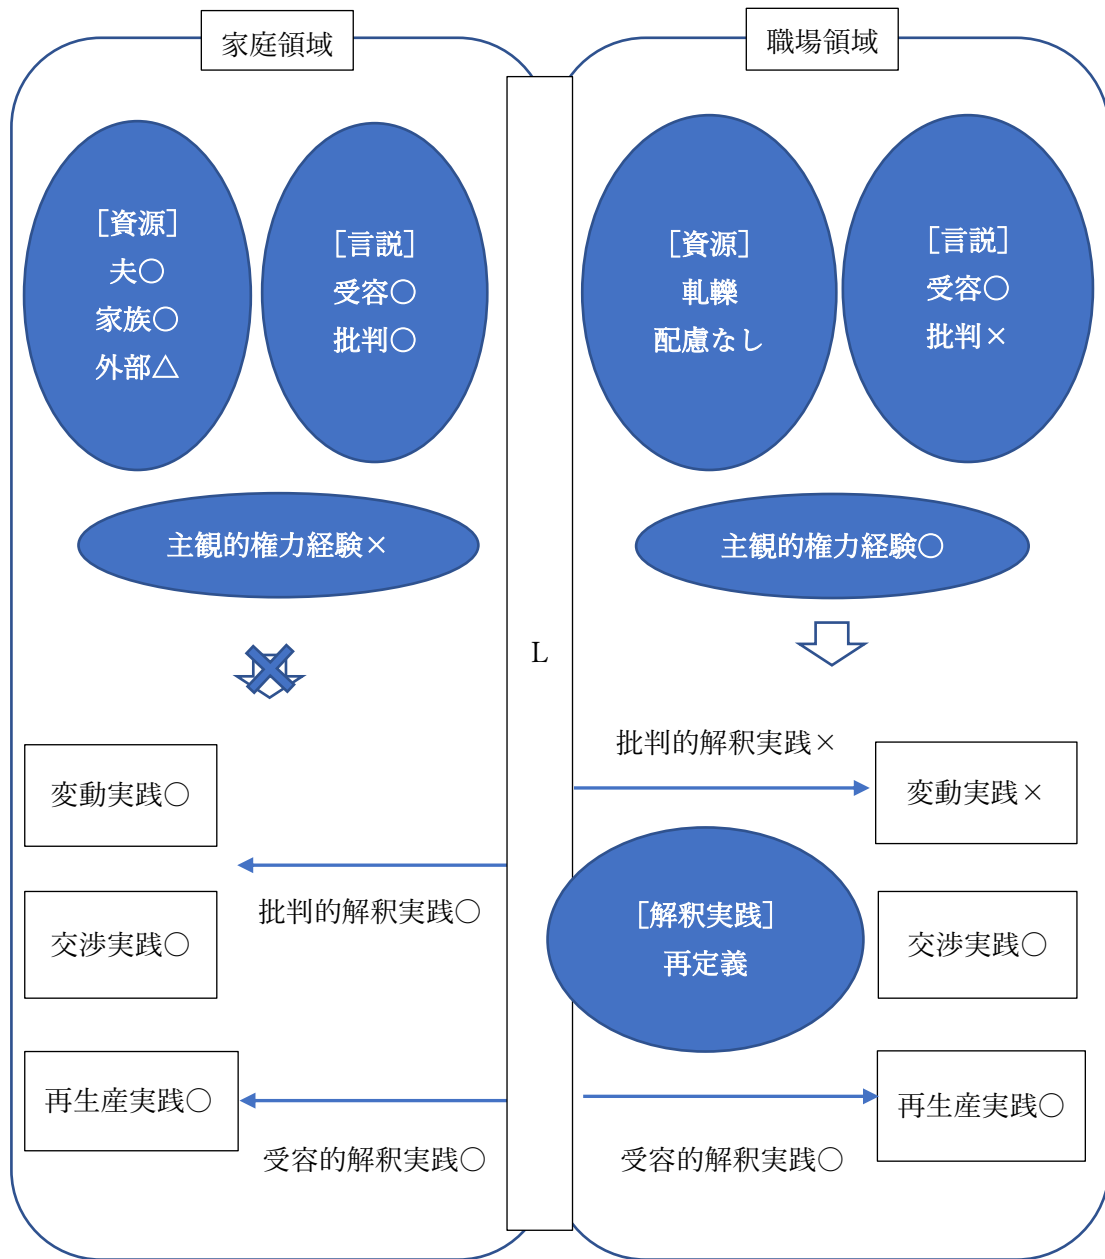 家庭領域
［資源］
夫○
家族○
外部△
［言説］
受容○
批判○
主観的権力経験×
変動実践○
批判的解釈実践○
交渉実践○
再生産実践○
受容的解釈実践○
L
職場領域
［資源］
軋轢
配慮なし
［言説］
受容○
批判×
主観的権力経験○
批判的解釈実践×
変動実践×
［解釈実践］
再定義
交渉実践○
再生産実践○
受容的解釈実践○